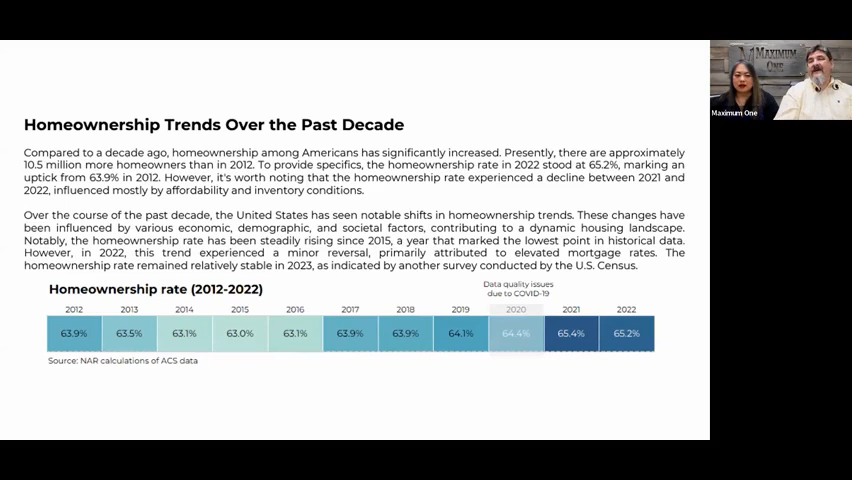 Homeownership Trends Over the Past Decade
Compared to a decade ago, homeownership among Americans has significantly increased. Presently, there are approximately
10.5 million more homeowners than in 2012. To provide specifics, the homeownership rate in 2022 stood at 65.2%, marking an
uptick from 63.9% in 2012. However, it's worth noting that the homeownership rate experienced a decline between 2021 and
2022, influenced mostly by affordability and inventory conditions.
Over the course of the past decade, the United States has seen notable shifts in homeownership trends. These changes have
been influenced by various economic, demographic, and societal factors, contributing to a dynamic housing landscape.
Notably, the homeownership rate has been steadily rising since 2015, a year that marked the lowest point in historical data.
However, in 2022, this trend experienced a minor reversal, primarily attributed to elevated mortgage rates. The
homeownership rate remained relatively stable in 2023, as indicated by another survey conducted by the U.S. Census.
Homeownership rate (2012-2022)
Data quality issues
due to COVID-19
2012 2013 2014 2015 2016 2017 2018 2019 2020 2021 2022
63.9% 63.5% 63.1% 63.0% 63.1% 63.9% 63.9% 64.1% 64.4% 65.4% 65.2%
Source: NAR calculations of ACS data
MAXIMUM
ONE
Maximum One